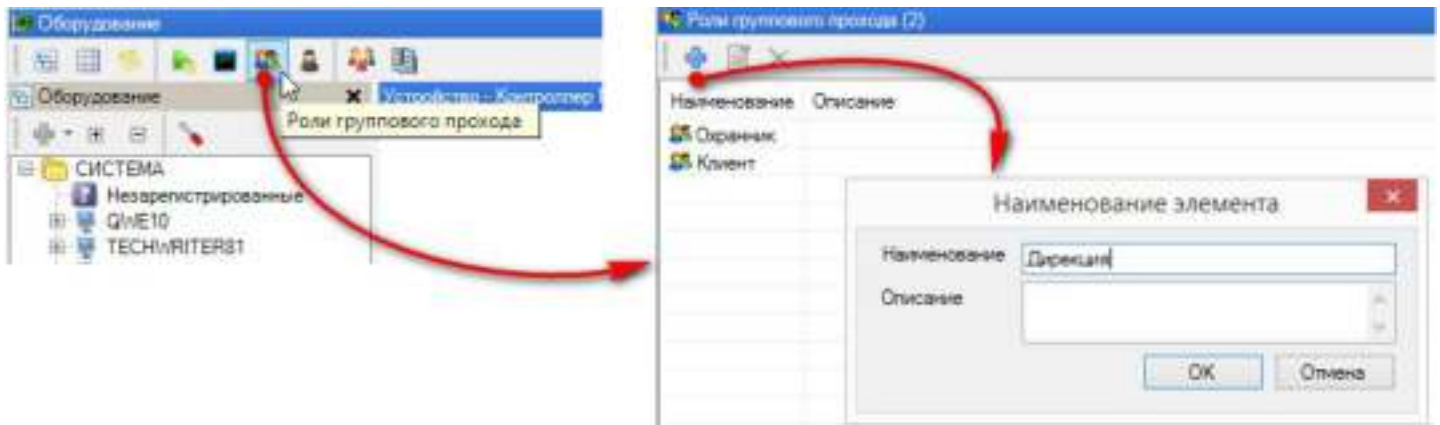 Оборудование
Оборудование
Устройство - Контроллер
Роли группового прохода
СИСТЕМА
Незарегистрированные
QWE10
TECHWRITER81
Роли группового прохода (2)
Наименование Описание
Охранник
Клиент
Наименование элемента
Наименование Дирекция
Описание
OK Отмена